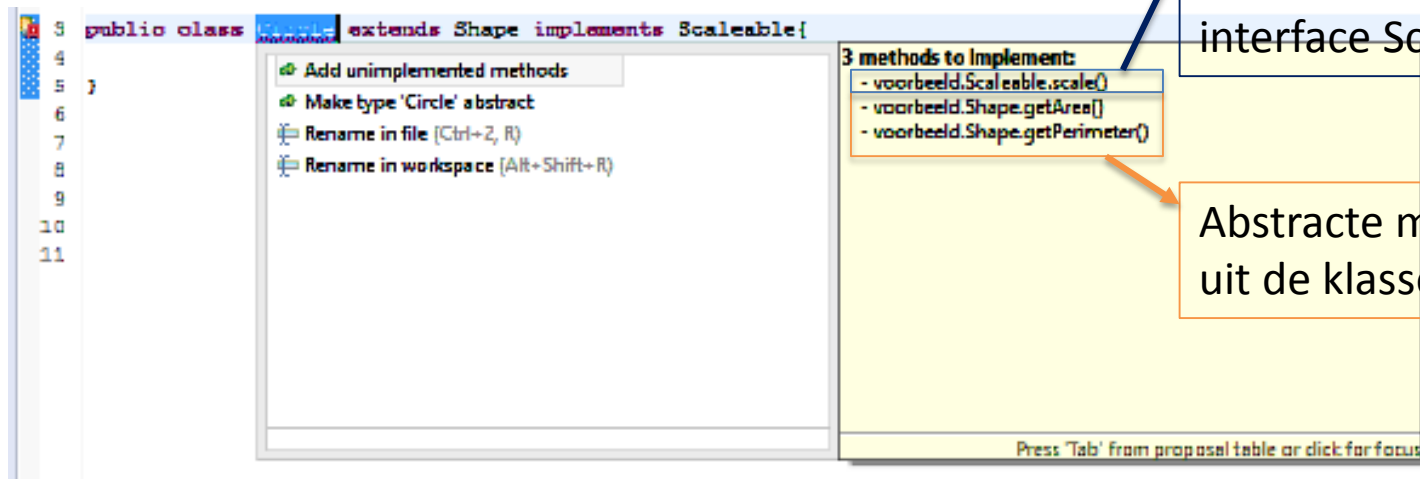 3 public class Circle extends Shape implements Scaleable{
4
5 }
6
7
8
9
10
11
Add unimplemented methods
Make type 'Circle' abstract
Rename in file (Ctrl+2, R)
Rename in workspace (Alt+Shift+R)
3 methods to implement:
- voorbeeld.Scaleable.scale()
- voorbeeld.Shape.getArea()
- voorbeeld.Shape.getPerimeter()
Press 'Tab' from proposal table or click for focus
interface Sc
Abstracte
uit de klass